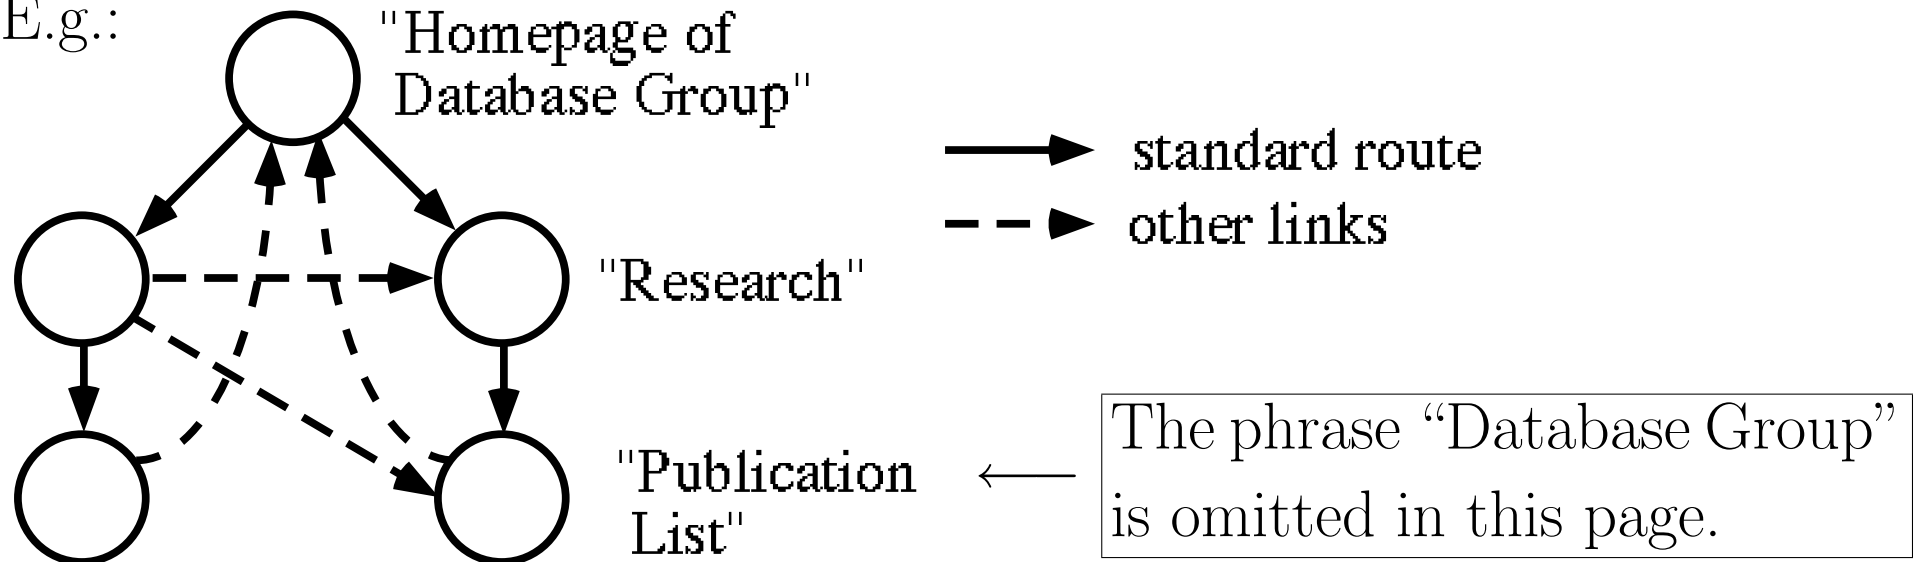 E.g.:
"Homepage of
Database Group"
standard route
other links
"Research"
"Publication
List"
The phrase “Database Group”
is omitted in this page.